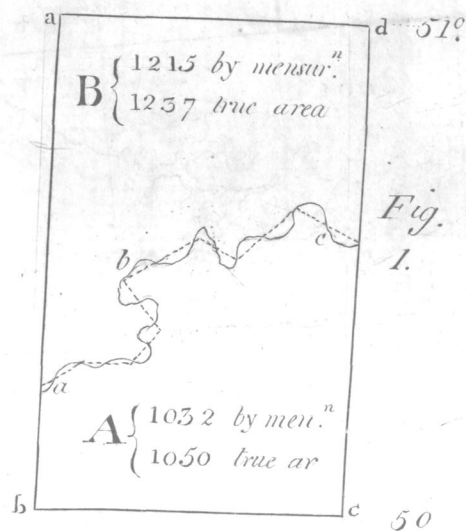 a
d 51°.
B { 1215 by mensur.ⁿ
1237 true area
Fig.
1.
b
c
a
A { 1032 by men.ⁿ
1050 true ar
b
c 50